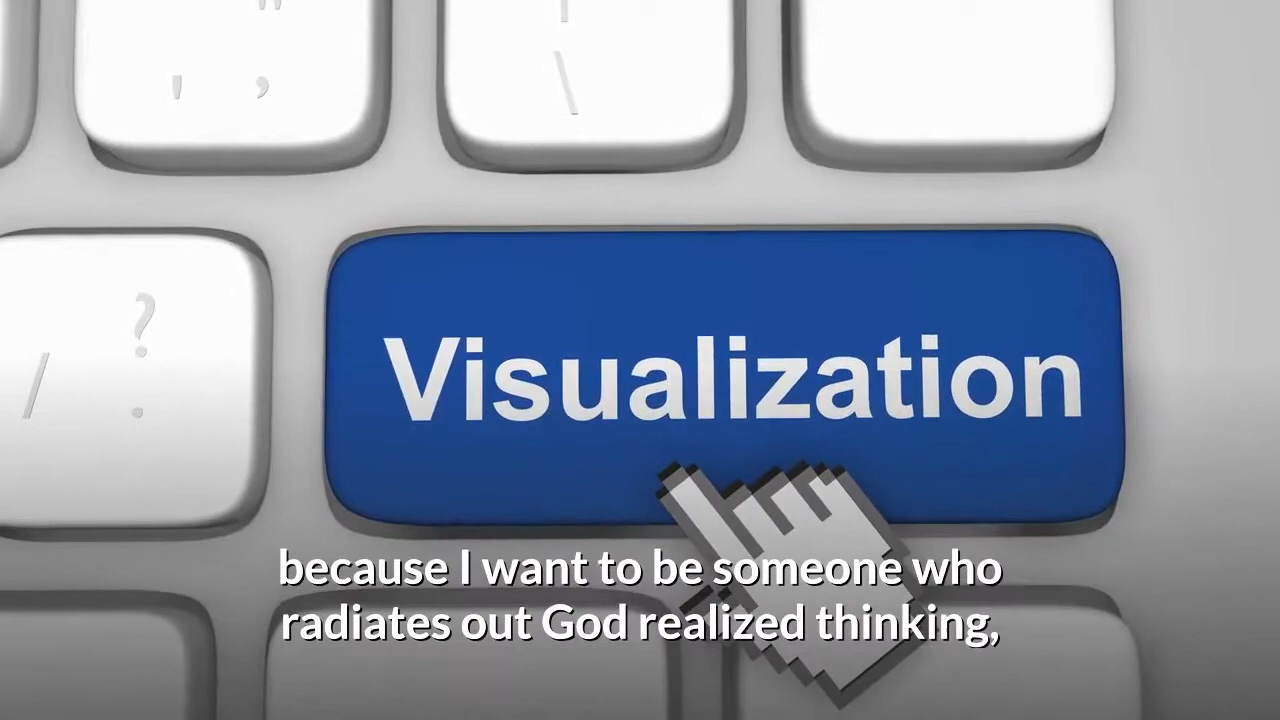 "
' ,
|
\
?
/ .
Visualization
because I want to be someone who
radiates out God realized thinking,